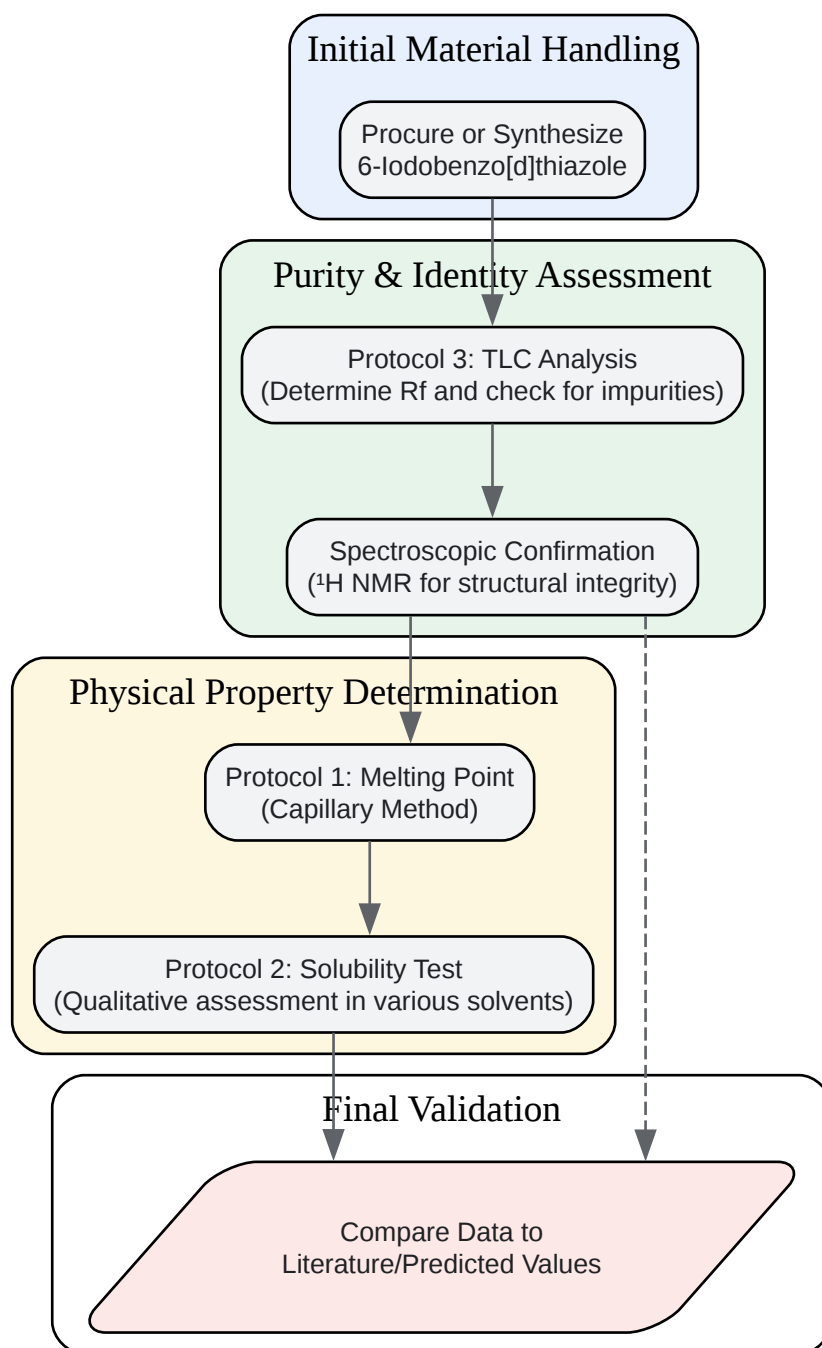 Initial Material Handling
Procure or Synthesize
6-Iodobenzo[d]thiazole
Purity & Identity Assessment
Protocol 3: TLC Analysis
(Determine Rf and check for impurities)
Spectroscopic Confirmation
(¹H NMR for structural integrity)
Physical Property Determination
Protocol 1: Melting Point
(Capillary Method)
Protocol 2: Solubility Test
(Qualitative assessment in various solvents)
Final Validation
Compare Data to
Literature/Predicted Values